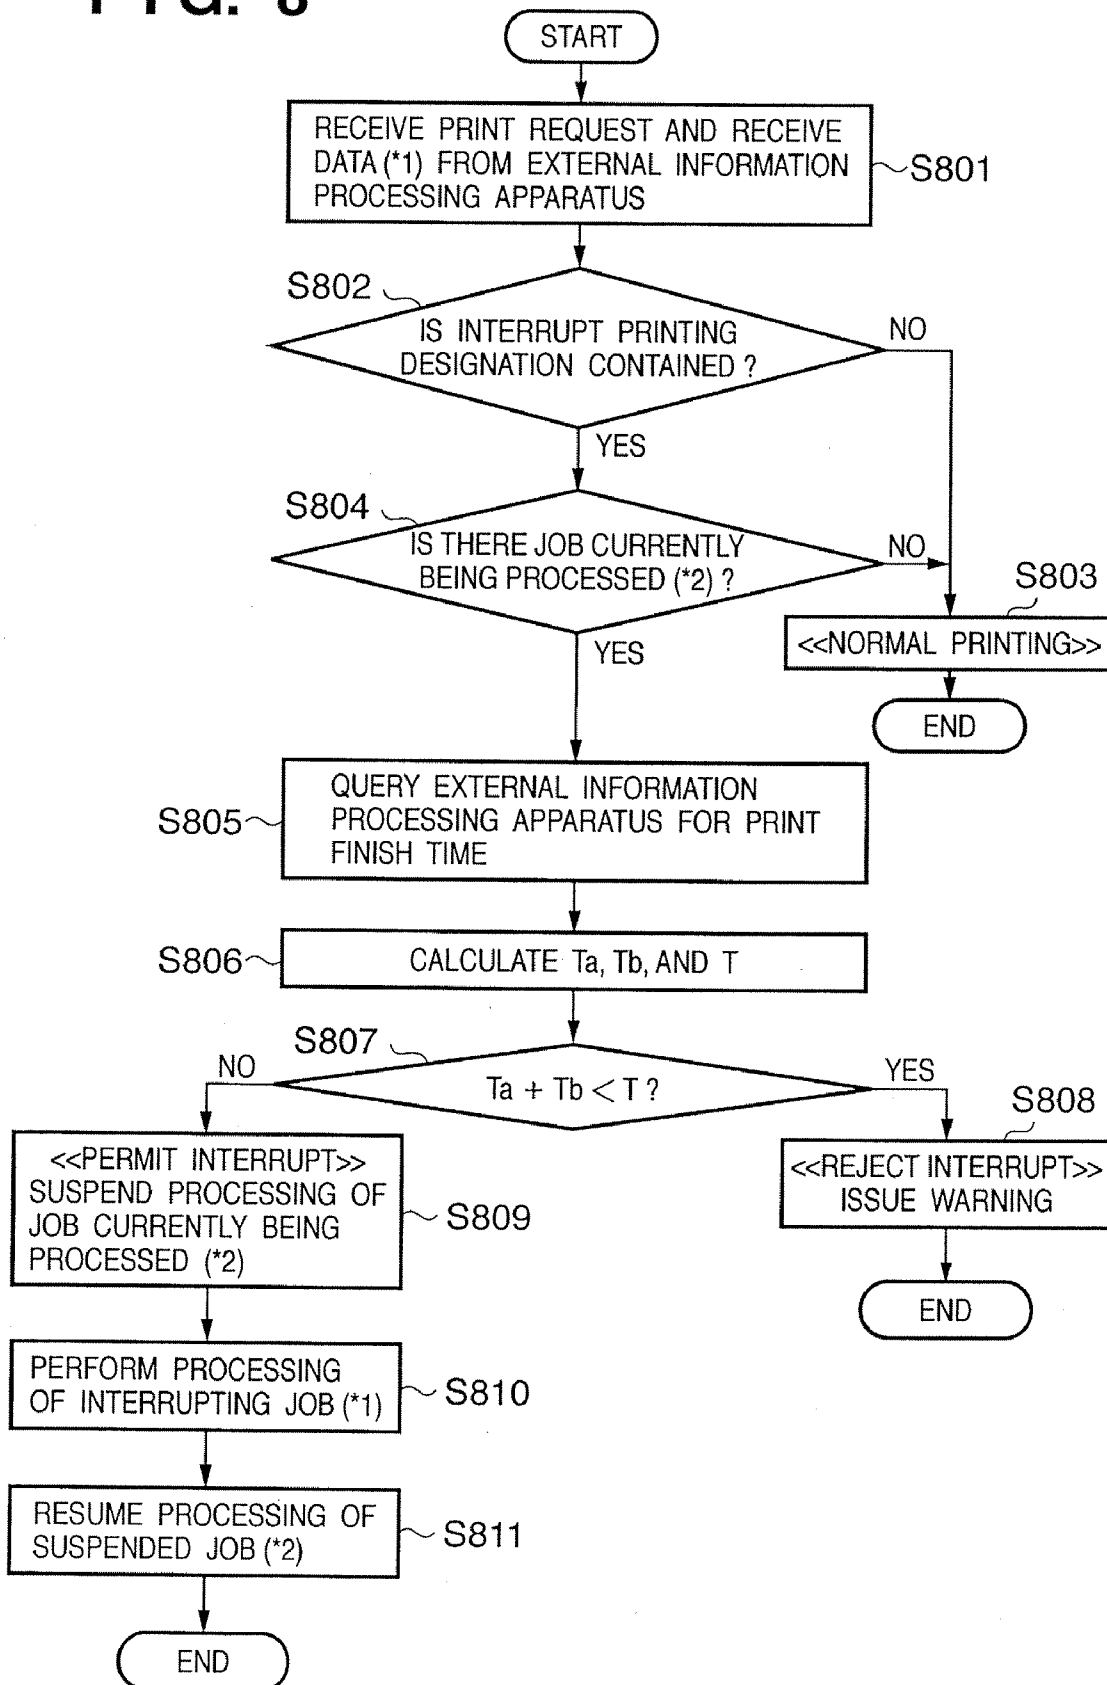 FIG. 8
START
RECEIVE PRINT REQUEST AND RECEIVE
DATA (*1) FROM EXTERNAL INFORMATION
PROCESSING APPARATUS
S801
S802
IS INTERRUPT PRINTING
DESIGNATION CONTAINED ?
NO
YES
S804
IS THERE JOB CURRENTLY
BEING PROCESSED (*2) ?
NO
YES
S803
<<NORMAL PRINTING>>
END
S805
QUERY EXTERNAL INFORMATION
PROCESSING APPARATUS FOR PRINT
FINISH TIME
S806
CALCULATE Ta, Tb, AND T
S807
Ta + Tb < T ?
NO
YES
S808
<<REJECT INTERRUPT>>
ISSUE WARNING
END
<<PERMIT INTERRUPT>>
SUSPEND PROCESSING OF
JOB CURRENTLY BEING
PROCESSED (*2)
S809
PERFORM PROCESSING
OF INTERRUPTING JOB (*1)
S810
RESUME PROCESSING OF
SUSPENDED JOB (*2)
S811
END